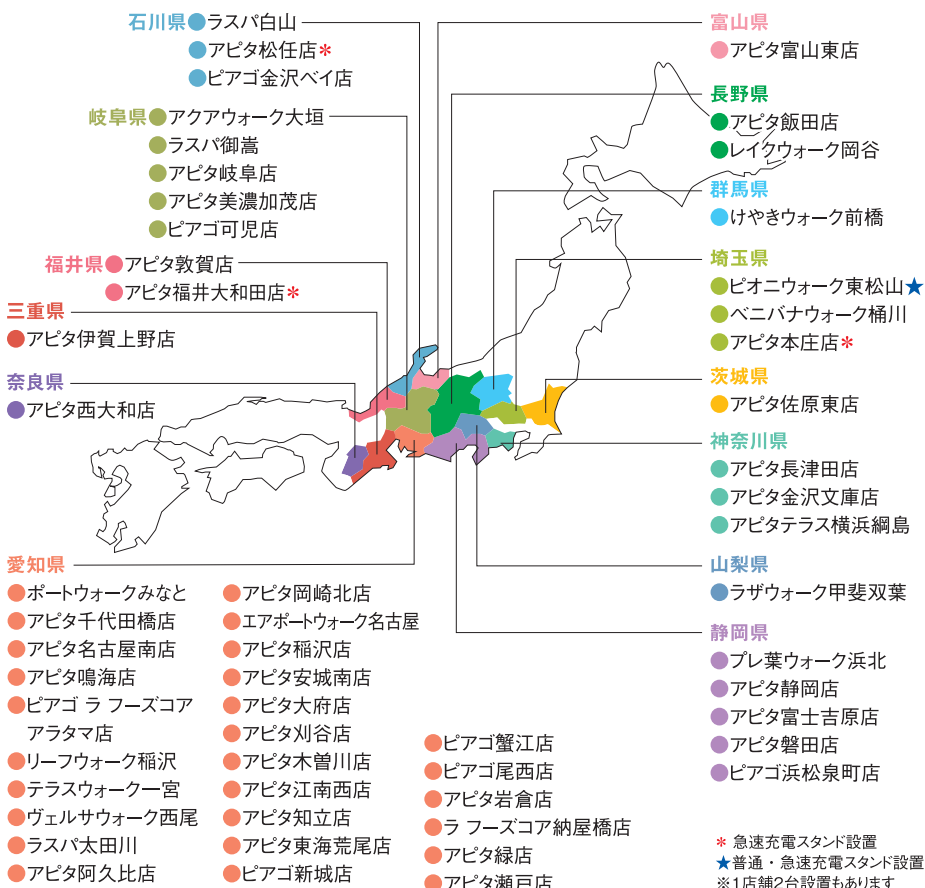 石川県●ラスパ白山
●アピタ松任店＊
●ピアゴ金沢ベイ店
岐阜県●アクアウォーク大垣
●ラスパ御嵩
●アピタ岐阜店
●アピタ美濃加茂店
●ピアゴ可児店
福井県●アピタ敦賀店
●アピタ福井大和田店＊
三重県
●アピタ伊賀上野店
奈良県
●アピタ西大和店
富山県
●アピタ富山東店
長野県
●アピタ飯田店
●レイクウォーク岡谷
群馬県
●けやきウォーク前橋
埼玉県
●ピオニウォーク東松山★
●ベニバナウォーク桶川
●アピタ本庄店＊
茨城県
●アピタ佐原東店
神奈川県
●アピタ長津田店
●アピタ金沢文庫店
●アピタテラス横浜綱島
山梨県
●ラザウォーク甲斐双葉
静岡県
●プレ葉ウォーク浜北
●アピタ静岡店
●アピタ富士吉原店
●アピタ磐田店
●ピアゴ浜松泉町店
愛知県
●ポートウォークみなと
●アピタ千代田橋店
●アピタ名古屋南店
●アピタ鳴海店
●ピアゴ ラ フーズコア
アラタマ店
●リーフウォーク稲沢
●テラスウォーク一宮
●ヴェルサウォーク西尾
●ラスパ太田川
●アピタ阿久比店
●アピタ岡崎北店
●エアポートウォーク名古屋
●アピタ稲沢店
●アピタ安城南店
●アピタ大府店
●アピタ刈谷店
●アピタ木曽川店
●アピタ江南西店
●アピタ知立店
●アピタ東海荒尾店
●ピアゴ新城店
●ピアゴ蟹江店
●ピアゴ尾西店
●アピタ岩倉店
●ラ フーズコア納屋橋店
●アピタ緑店
●アピタ瀬戸店
＊ 急速充電スタンド設置
★普通・急速充電スタンド設置
※1店舗2台設置もあります